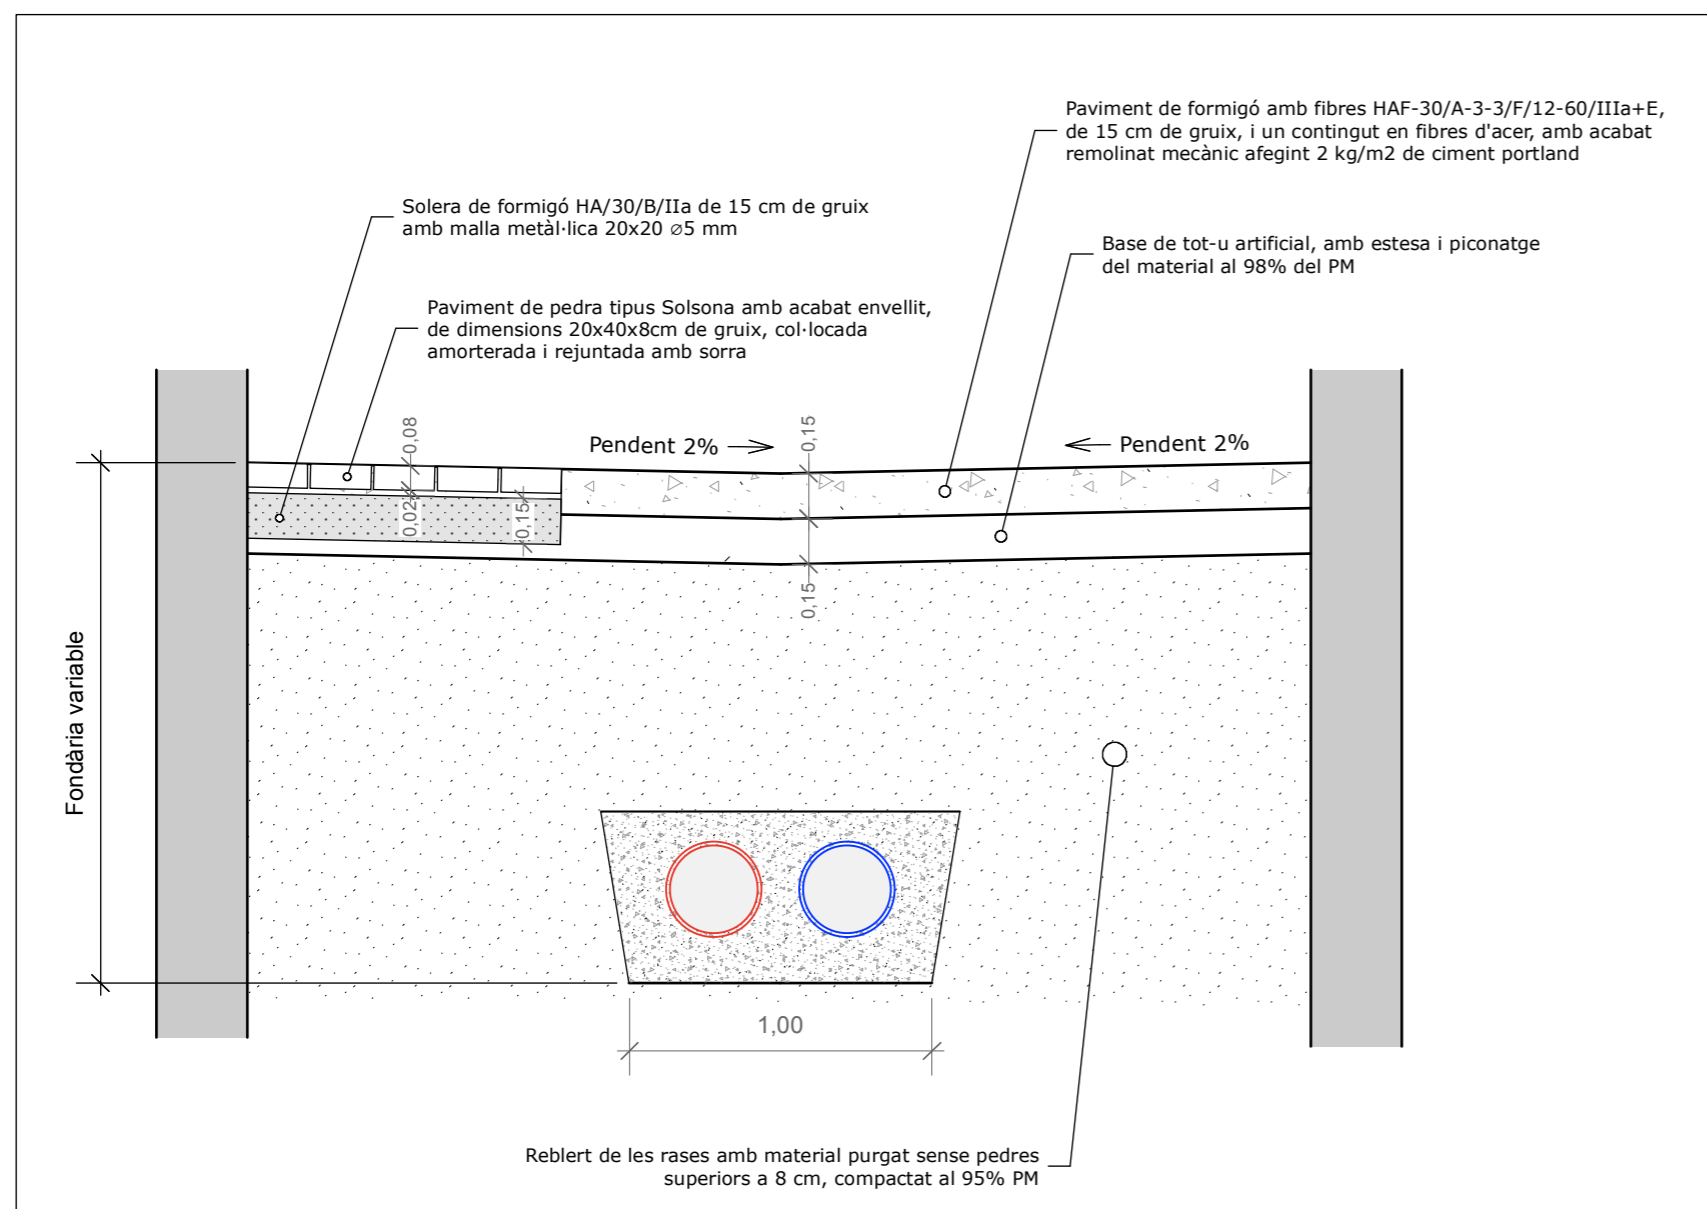 Paviment de formigó amb fibres HAF-30/A-3-3/F/12-60/IIIa+E,
de 15 cm de gruix, i un contingut en fibres d'acer, amb acabat
remolinat mecànic afegint 2 kg/m2 de ciment portland
Solera de formigó HA/30/B/IIa de 15 cm de gruix
amb malla metàl·lica 20x20 ⌀5 mm
Base de tot-u artificial, amb estesa i piconatge
del material al 98% del PM
Paviment de pedra tipus Solsona amb acabat envellit,
de dimensions 20x40x8cm de gruix, col·locada
amorterada i rejuntada amb sorra
0,08
0,15
Pendent 2%
Pendent 2%
0,02
0,15
0,15
Fondària variable
1,00
Reblert de les rases amb material purgat sense pedres
superiors a 8 cm, compactat al 95% PM